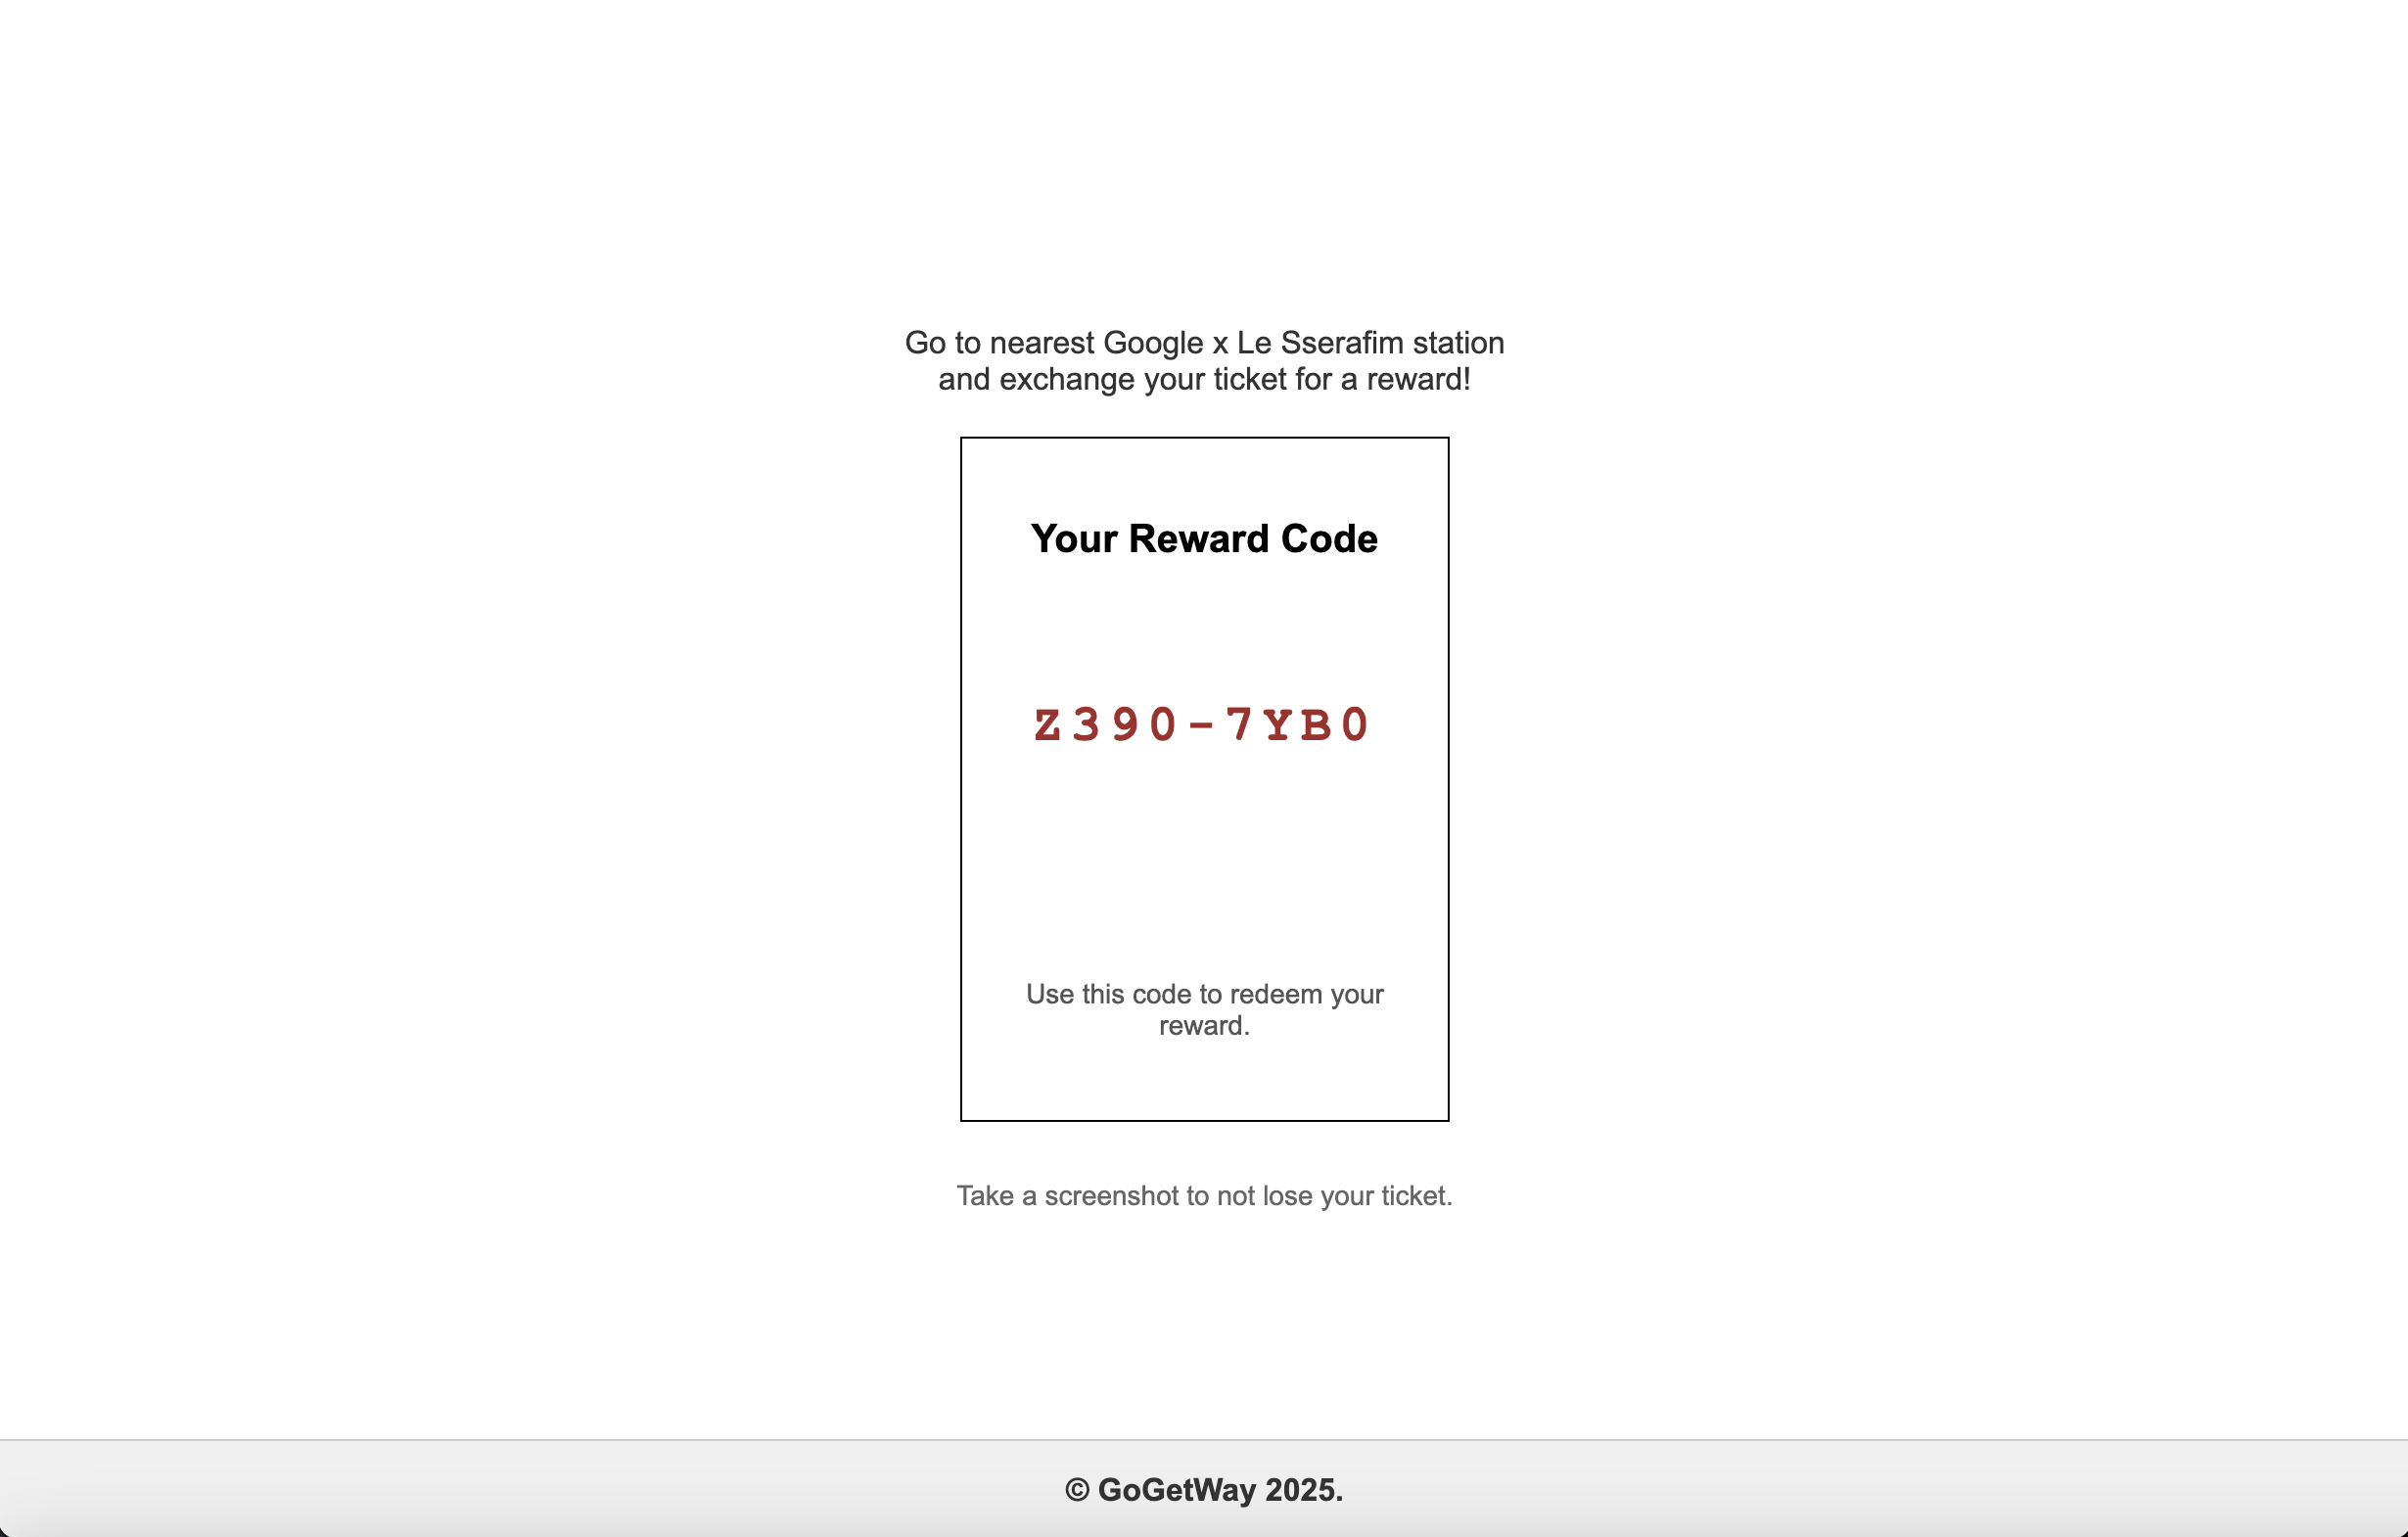 Go to nearest Google x Le Sserafim station
and exchange your ticket for a reward!
Your Reward Code
Z390-7YB0
Use this code to redeem your
reward.
Take a screenshot to not lose your ticket.
© GoGetWay 2025.